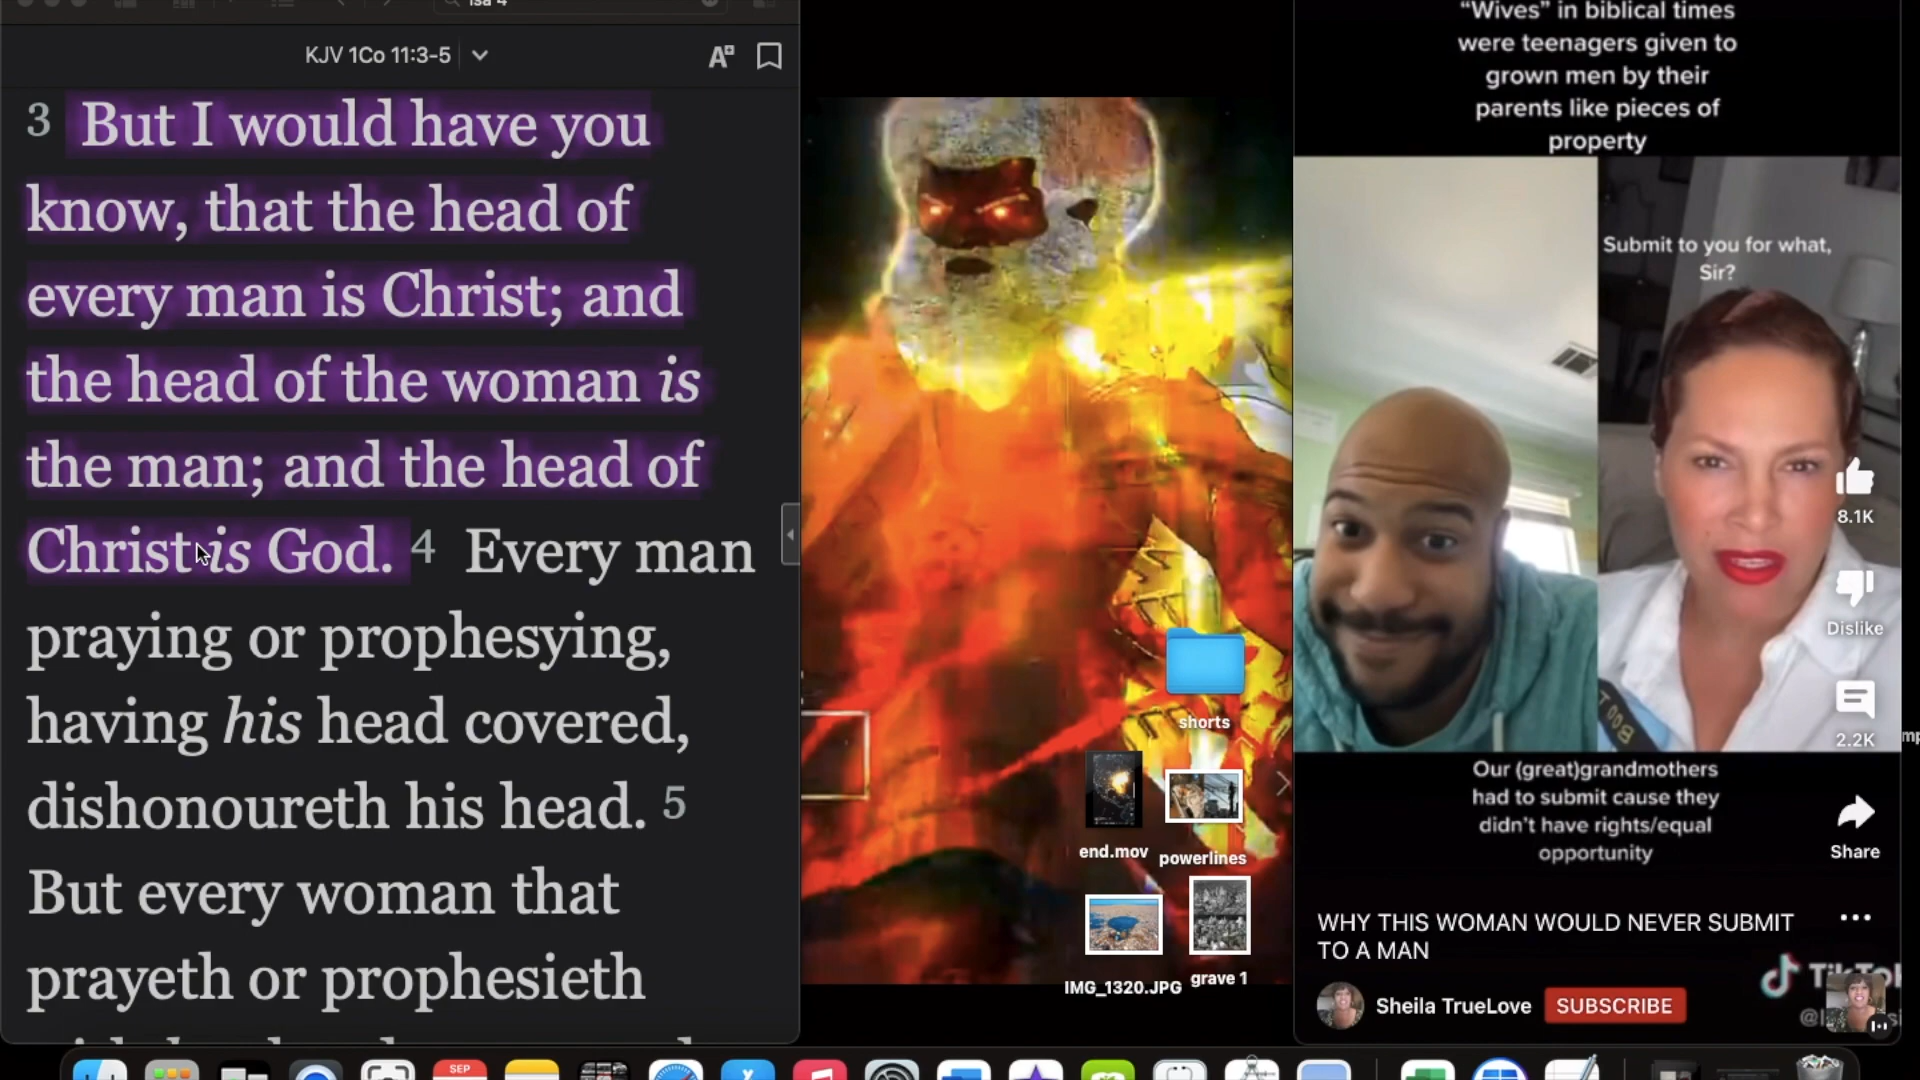 isa 4
KJV 1Co 11:3-5
3 But I would have you
know, that the head of
every man is Christ; and
the head of the woman is
the man; and the head of
Christ is God. 4 Every man
praying or prophesying,
having his head covered,
dishonoureth his head. 5
But every woman that
prayeth or prophesieth
shorts
end.mov
powerlines
IMG_1320.JPG
grave 1
“Wives” in biblical times
were teenagers given to
grown men by their
parents like pieces of
property
Submit to you for what,
Sir?
8.1K
Dislike
2.2K
Our (great)grandmothers
had to submit cause they
didn’t have rights/equal
opportunity
Share
WHY THIS WOMAN WOULD NEVER SUBMIT
TO A MAN
Sheila TrueLove
SUBSCRIBE
TikTok
SEP